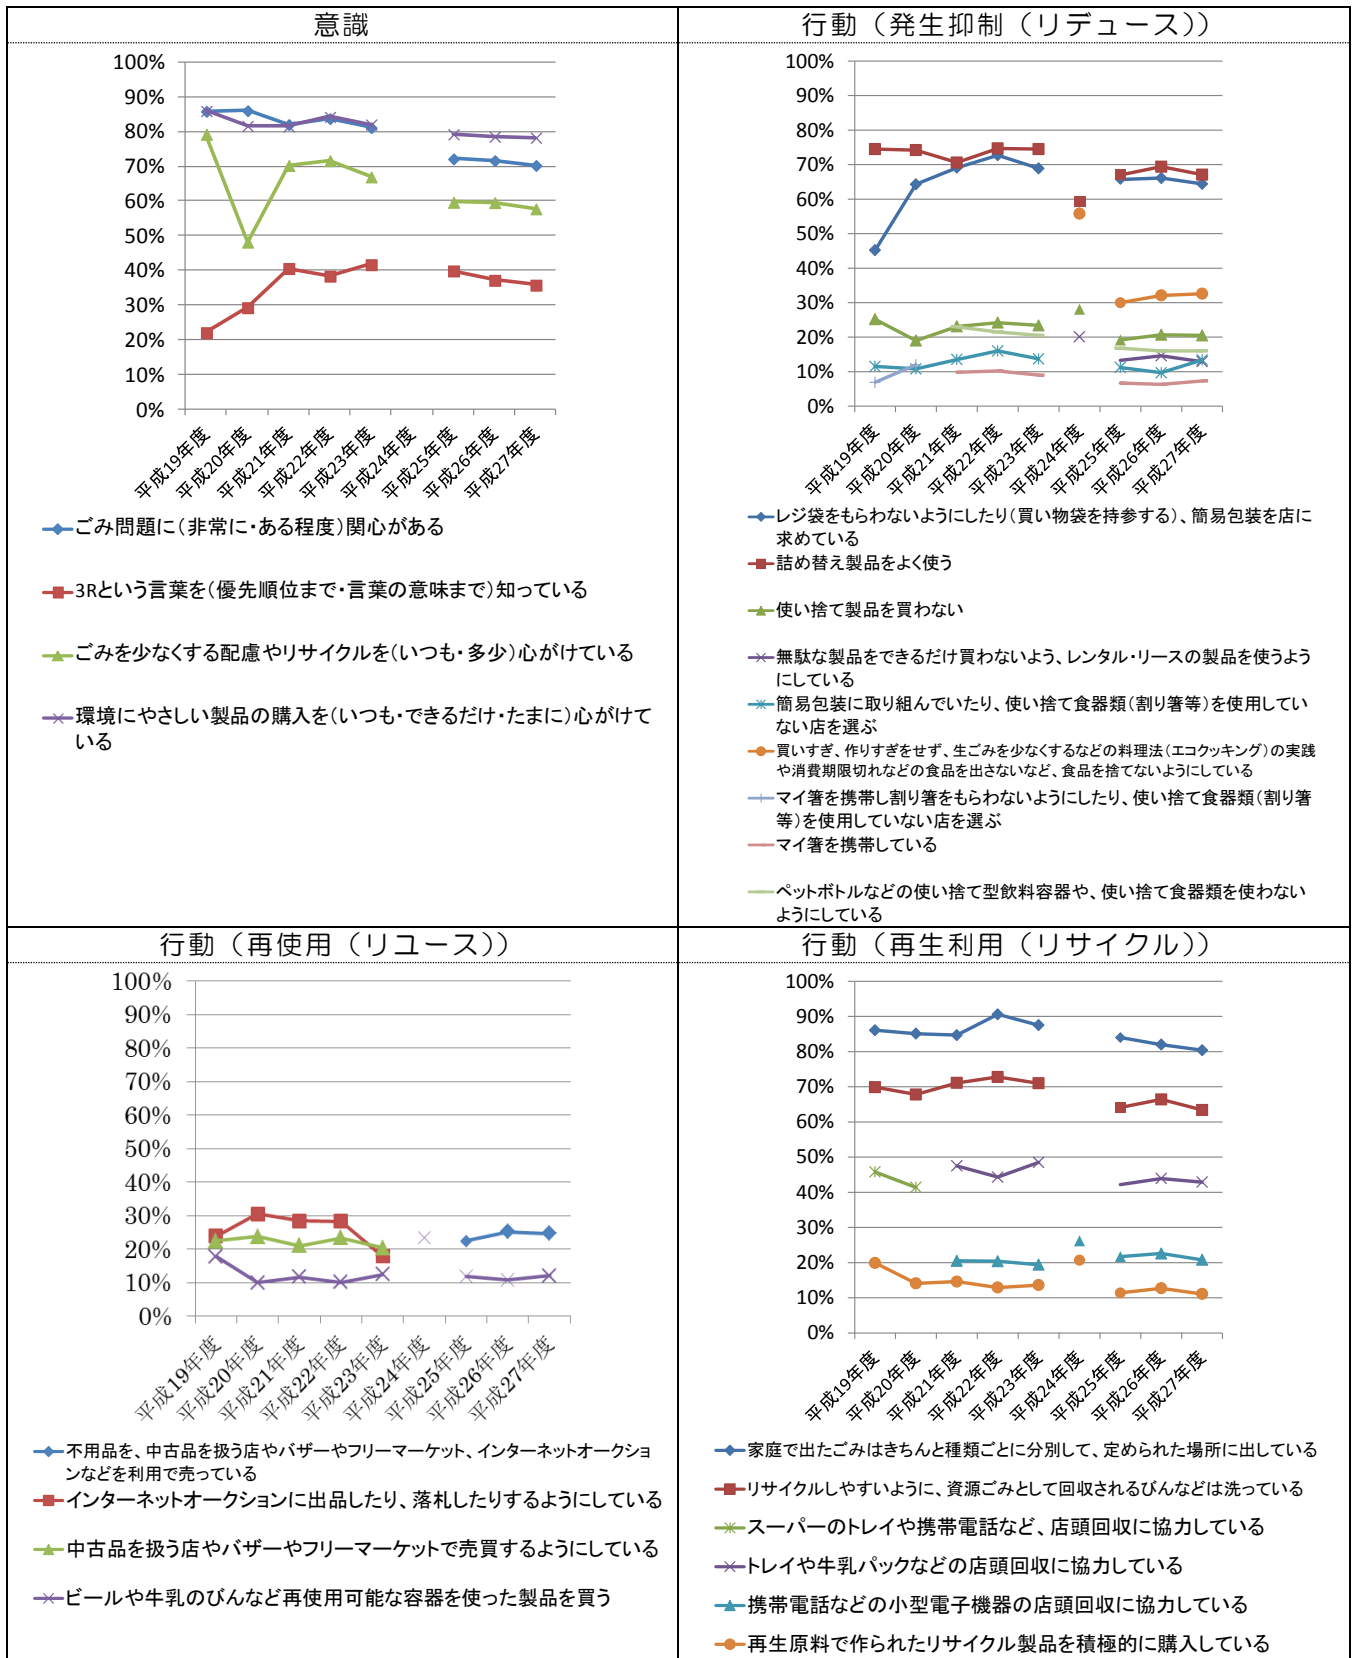 意識
100%
90%
80%
70%
60%
50%
40%
30%
20%
10%
0%
平成19年度
平成20年度
平成21年度
平成22年度
平成23年度
平成24年度
平成25年度
平成26年度
平成27年度
ごみ問題に(非常に・ある程度)関心がある
3Rという言葉を(優先順位まで・言葉の意味まで)知っている
ごみを少なくする配慮やリサイクルを(いつも・多少)心がけている
環境にやさしい製品の購入を(いつも・できるだけ・たまに)心がけて
いる
行動（発生抑制（リデュース））
100%
90%
80%
70%
60%
50%
40%
30%
20%
10%
0%
平成19年度
平成20年度
平成21年度
平成22年度
平成23年度
平成24年度
平成25年度
平成26年度
平成27年度
レジ袋をもらわないようにしたり(買い物袋を持参する)、簡易包装を店に
求めている
詰め替え製品をよく使う
使い捨て製品を買わない
無駄な製品をできるだけ買わないよう、レンタル・リースの製品を使うよう
にしている
簡易包装に取り組んでいたり、使い捨て食器類(割り箸等)を使用してい
ない店を選ぶ
買いすぎ、作りすぎをせず、生ごみを少なくするなどの料理法(エコクッキング)の実践
や消費期限切れなどの食品を出さないなど、食品を捨てないようにしている
マイ箸を携帯し割り箸をもらわないようにしたり、使い捨て食器類(割り箸
等)を使用していない店を選ぶ
マイ箸を携帯している
ペットボトルなどの使い捨て型飲料容器や、使い捨て食器類を使わない
ようにしている
行動（再使用（リユース））
100%
90%
80%
70%
60%
50%
40%
30%
20%
10%
0%
平成19年度
平成20年度
平成21年度
平成22年度
平成23年度
平成24年度
平成25年度
平成26年度
平成27年度
不用品を、中古品を扱う店やバザーやフリーマーケット、インターネットオークショ
ンなどを利用で売っている
インターネットオークションに出品したり、落札したりするようにしている
中古品を扱う店やバザーやフリーマーケットで売買するようにしている
ビールや牛乳のびんなど再使用可能な容器を使った製品を買う
行動（再生利用（リサイクル））
100%
90%
80%
70%
60%
50%
40%
30%
20%
10%
0%
平成19年度
平成20年度
平成21年度
平成22年度
平成23年度
平成24年度
平成25年度
平成26年度
平成27年度
家庭で出たごみはきちんと種類ごとに分別して、定められた場所に出している
リサイクルしやすいように、資源ごみとして回収されるびんなどは洗っている
スーパーのトレイや携帯電話など、店頭回収に協力している
トレイや牛乳パックなどの店頭回収に協力している
携帯電話などの小型電子機器の店頭回収に協力している
再生原料で作られたリサイクル製品を積極的に購入している